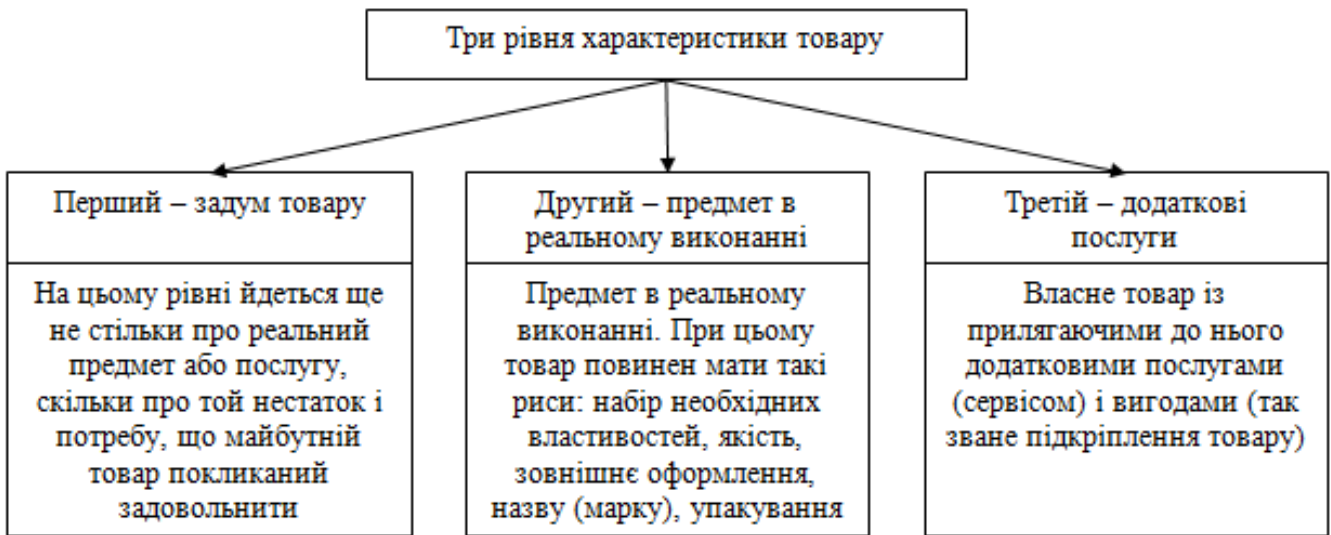 Три рівня характеристики товару
Перший – задум товару
На цьому рівні йдеться ще
не стільки про реальний
предмет або послугу,
скільки про той нестаток і
потребу, що майбутній
товар покликаний
задовольнити
Другий – предмет в
реальному виконанні
Предмет в реальному
виконанні. При цьому
товар повинен мати такі
риси: набір необхідних
властивостей, якість,
зовнішнє оформлення,
назву (марку), упакування
Третій – додаткові
послуги
Власне товар із
прилягаючими до нього
додатковими послугами
(сервісом) і вигодами (так
зване підкріплення товару)